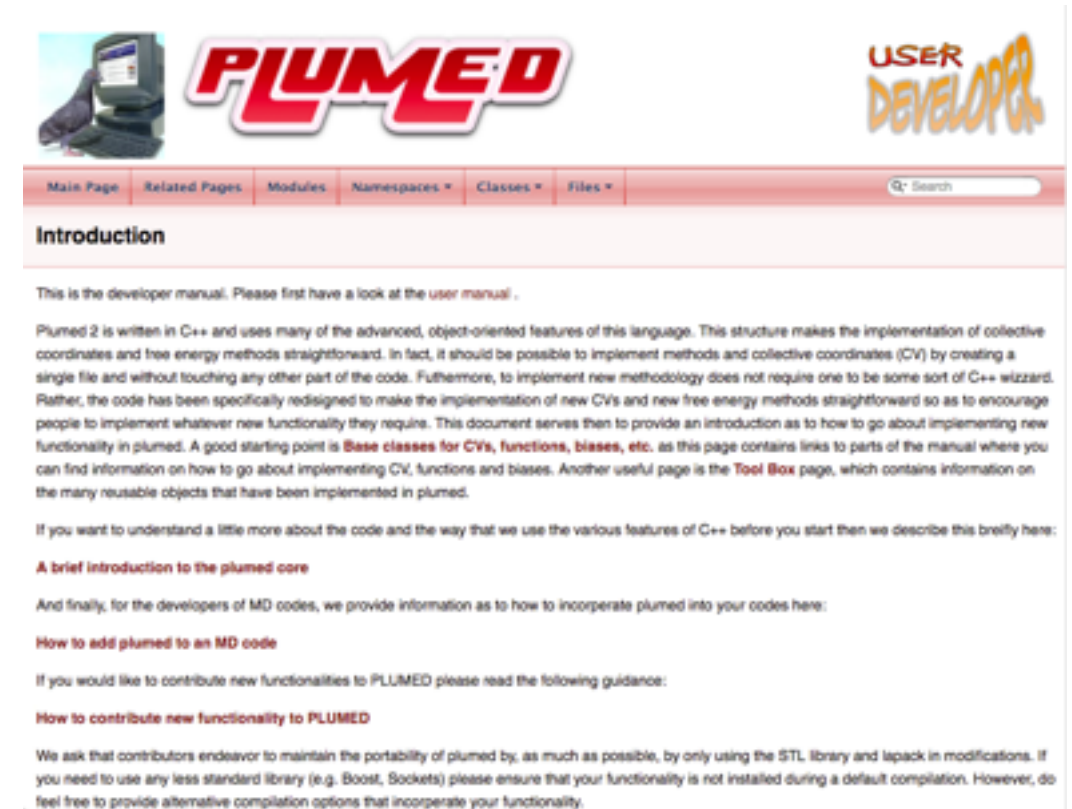 PLUMED
USER
DEVELOPER
Main Page Related Pages Modules Namespaces Classes Files Search
Introduction
This is the developer manual. Please first have a look at the user manual .
Plumed 2 is written in C++ and uses many of the advanced, object-oriented features of this language. This structure makes the implementation of collective
coordinates and free energy methods straightforward. In fact, it should be possible to implement methods and collective coordinates (CV) by creating a
single file and without touching any other part of the code. Futhermore, to implement new methodology does not require one to be some sort of C++ wizzard.
Rather, the code has been specifically redisigned to make the implementation of new CVs and new free energy methods straightforward so as to encourage
people to implement whatever new functionality they require. This document serves then to provide an introduction as to how to go about implementing new
functionality in plumed. A good starting point is Base classes for CVs, functions, biases, etc. as this page contains links to parts of the manual where you
can find information on how to go about implementing CV, functions and biases. Another useful page is the Tool Box page, which contains information on
the many reusable objects that have been implemented in plumed.
If you want to understand a little more about the code and the way that we use the various features of C++ before you start then we describe this breifly here:
A brief introduction to the plumed core
And finally, for the developers of MD codes, we provide information as to how to incorperate plumed into your codes here:
How to add plumed to an MD code
If you would like to contribute new functionalities to PLUMED please read the following guidance:
How to contribute new functionality to PLUMED
We ask that contributors endeavor to maintain the portability of plumed by, as much as possible, by only using the STL library and lapack in modifications. If
you need to use any less standard library (e.g. Boost, Sockets) please ensure that your functionality is not installed during a default compilation. However, do
feel free to provide alternative compilation options that incorperate your functionality.